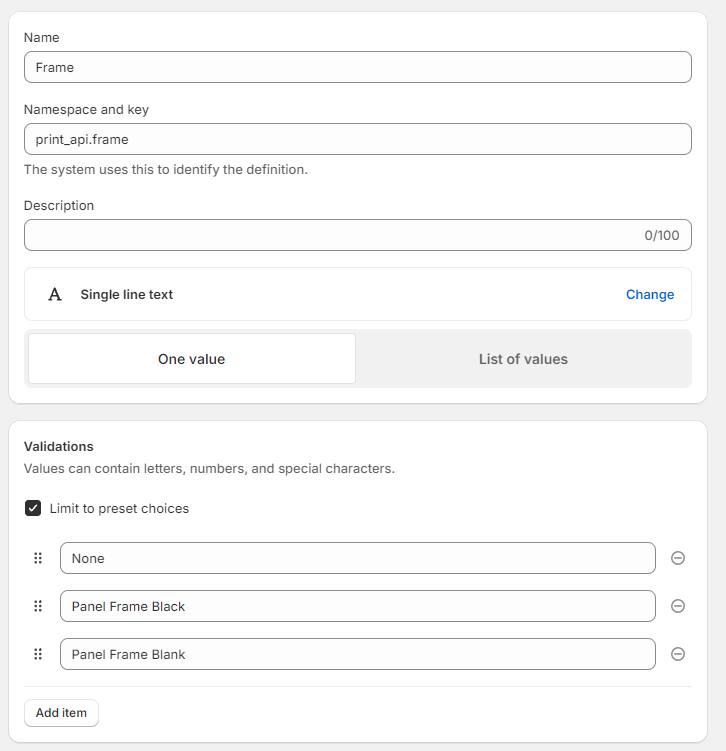 Name
Frame
Namespace and key
print_api.frame
The system uses this to identify the definition.
Description
0/100
A Single line text Change
One value List of values
Validations
Values can contain letters, numbers, and special characters.
Limit to preset choices
None
Panel Frame Black
Panel Frame Blank
Add item